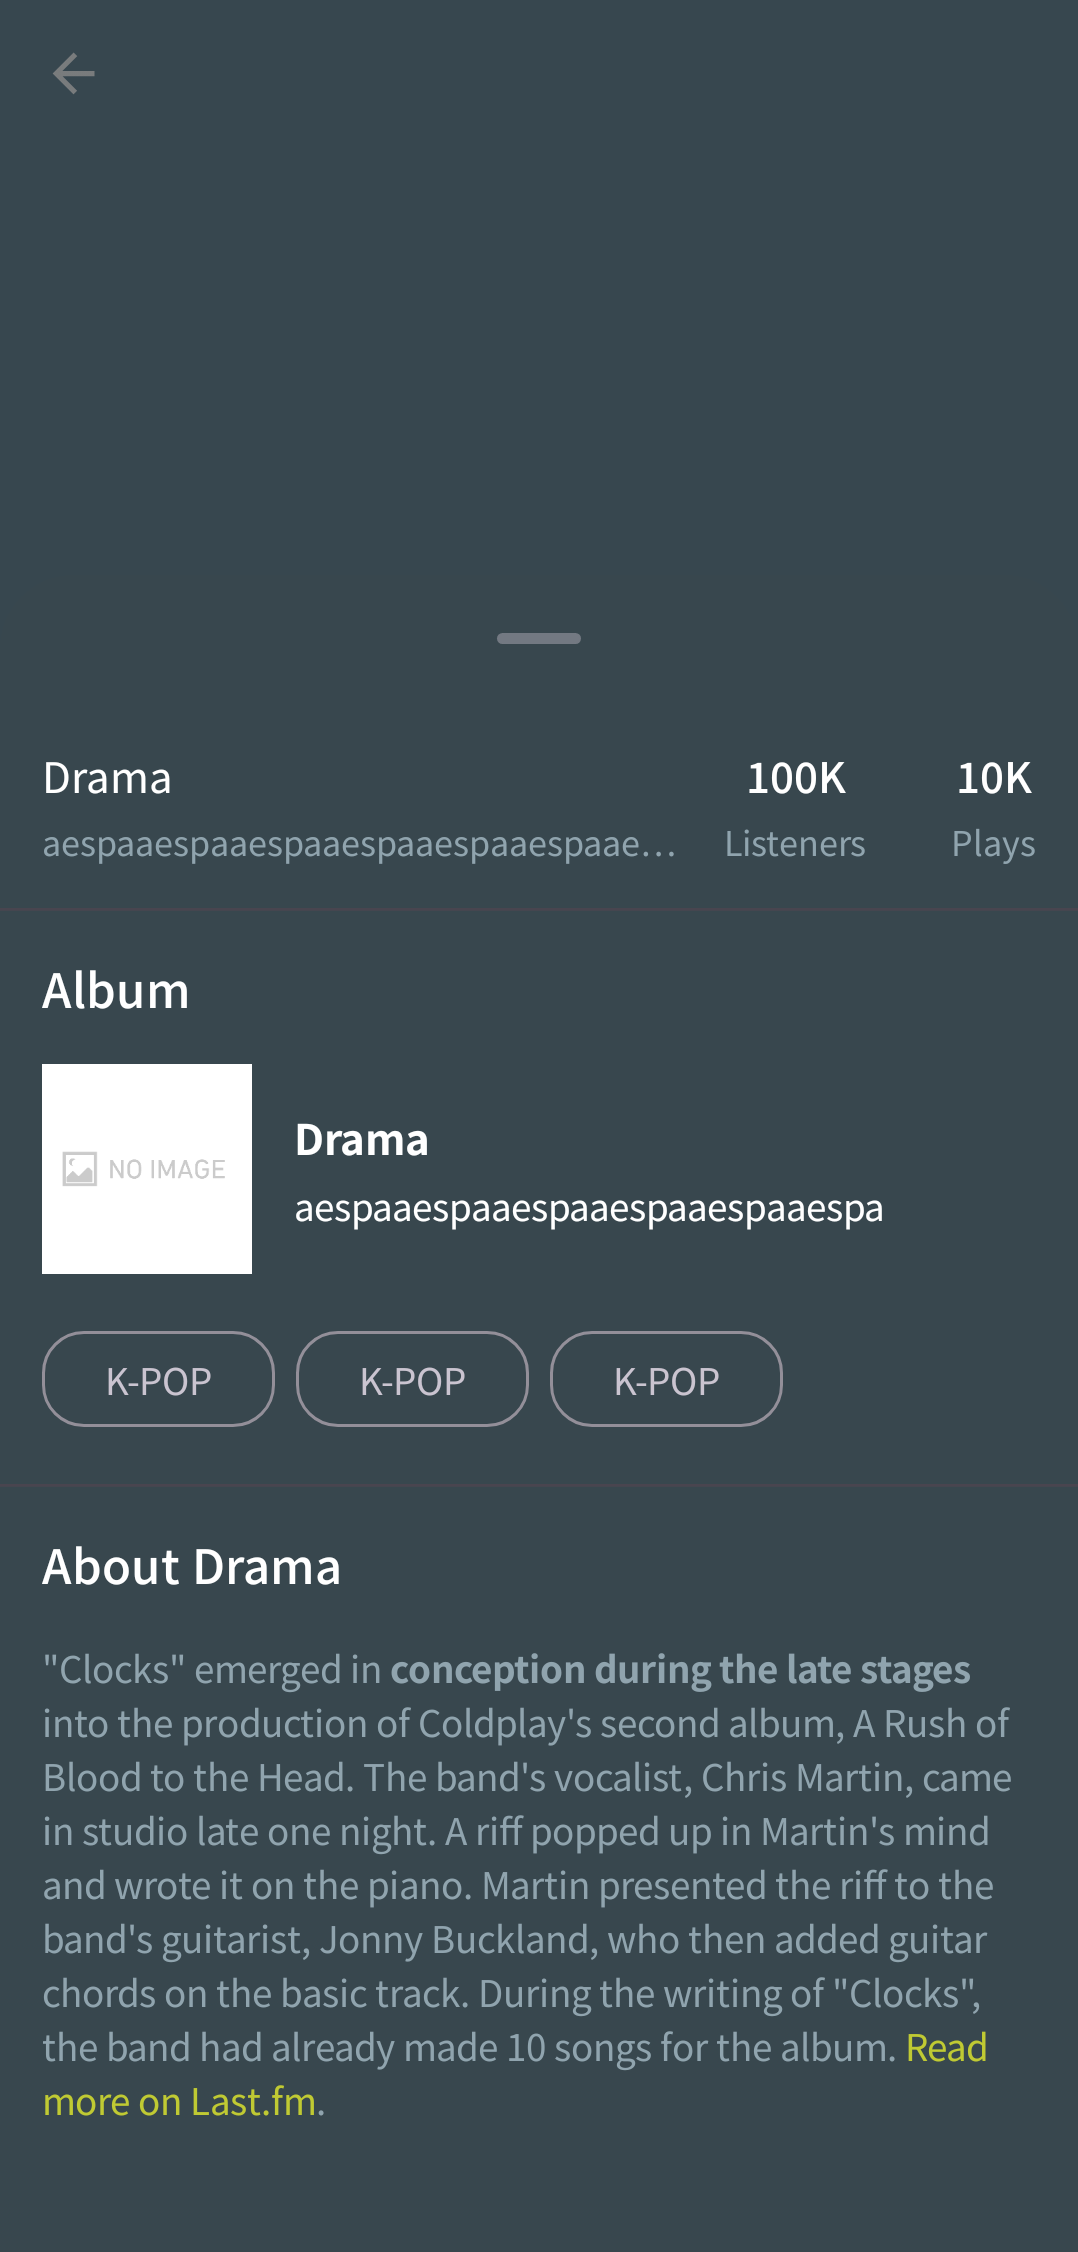 Drama
100K
10K
aespaaespaaespaaespaaespaaespaae…
Listeners
Plays
Album
NO IMAGE
Drama
aespaaespaaespaaespaaespaaespa
K-POP
K-POP
K-POP
About Drama
"Clocks" emerged in conception during the late stages
into the production of Coldplay's second album, A Rush of
Blood to the Head. The band's vocalist, Chris Martin, came
in studio late one night. A riff popped up in Martin's mind
and wrote it on the piano. Martin presented the riff to the
band's guitarist, Jonny Buckland, who then added guitar
chords on the basic track. During the writing of "Clocks",
the band had already made 10 songs for the album. Read
more on Last.fm.